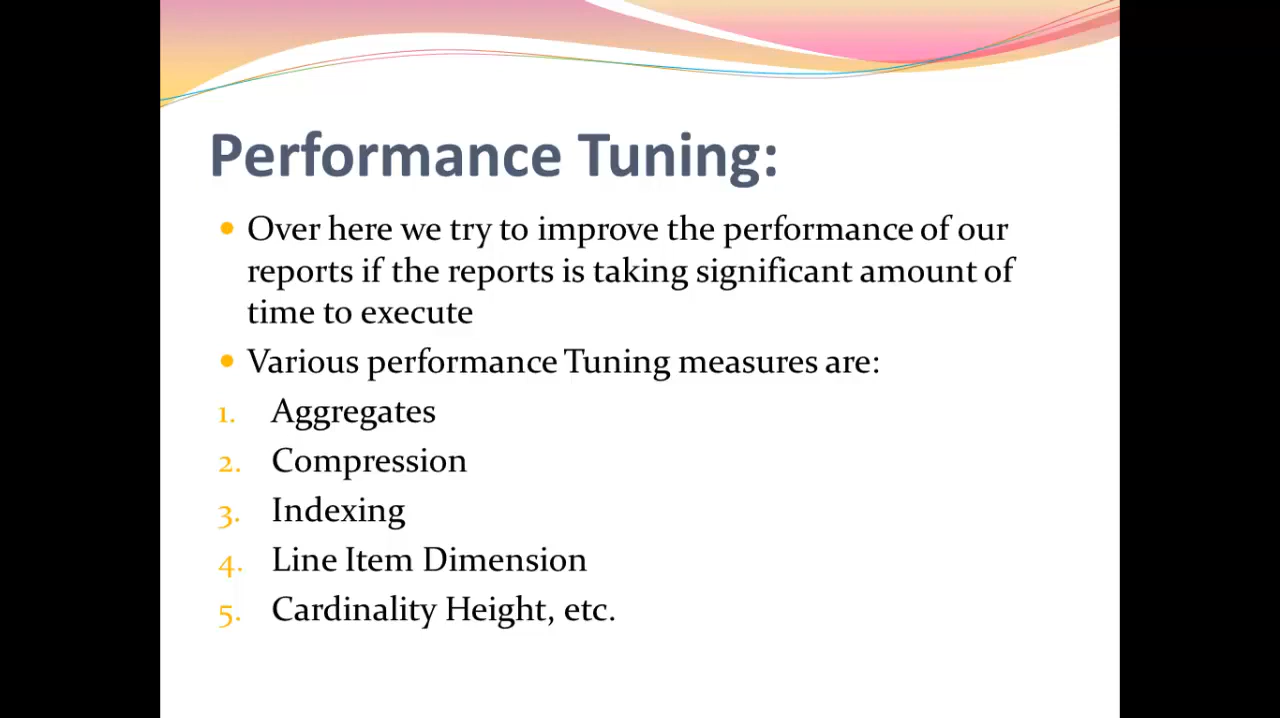 Performance Tuning:
• Over here we try to improve the performance of our
reports if the reports is taking significant amount of
time to execute
• Various performance Tuning measures are:
1. Aggregates
2. Compression
3. Indexing
4. Line Item Dimension
5. Cardinality Height, etc.